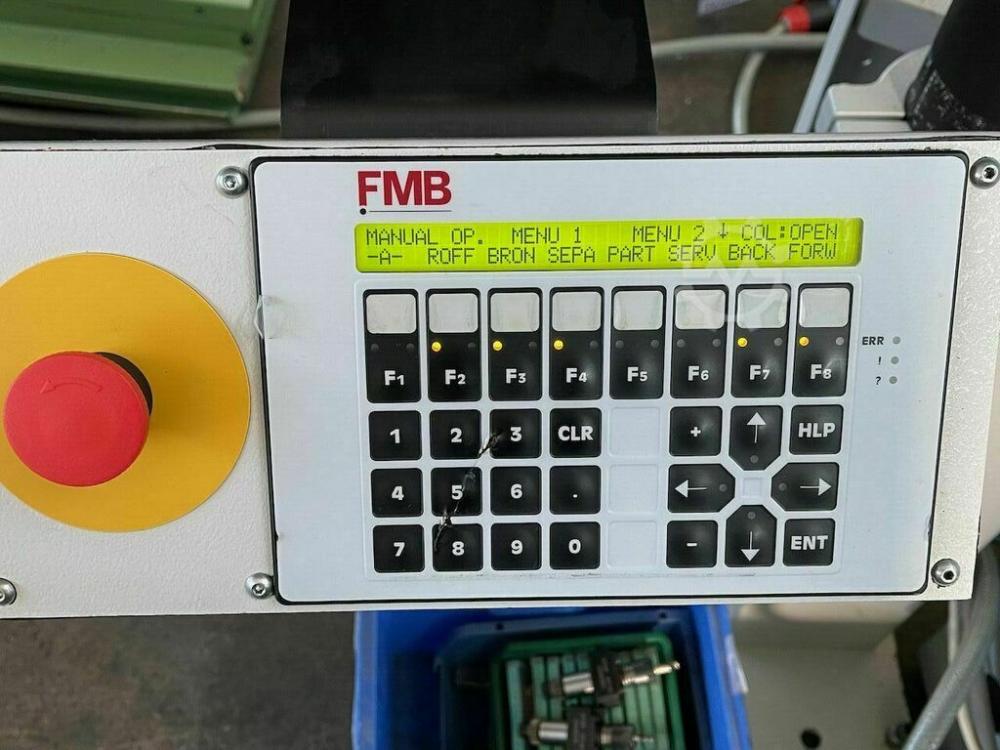 FMB
MANUAL OP. MENU 1 MENU 2 ↓ COL:OPEN
-A- ROFF BRON SEPA PART SERV BACK FORW
F1 F2 F3 F4 F5 F6 F7 F8
ERR
!
?
1 2 3 CLR + ↑ HLP
4 5 6 . ← →
7 8 9 0 - ↓ ENT